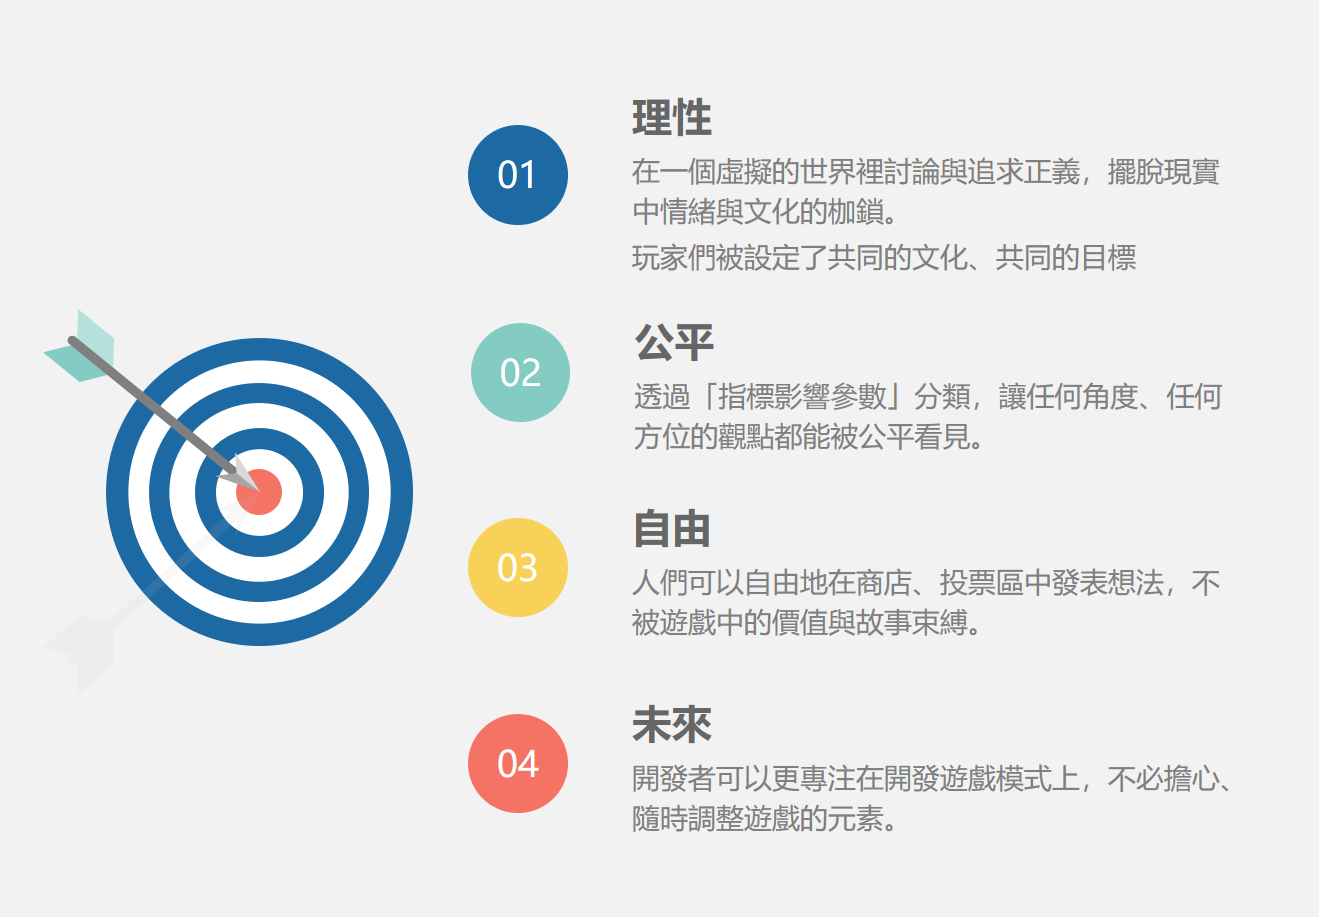 01
理性
在一個虛擬的世界裡討論與追求正義，擺脫現實
中情緒與文化的枷鎖。
玩家們被設定了共同的文化、共同的目標
02
公平
透過「指標影響參數」分類，讓任何角度、任何
方位的觀點都能被公平看見。
03
自由
人們可以自由地在商店、投票區中發表想法，不
被遊戲中的價值與故事束縛。
04
未來
開發者可以更專注在開發遊戲模式上，不必擔心、
隨時調整遊戲的元素。